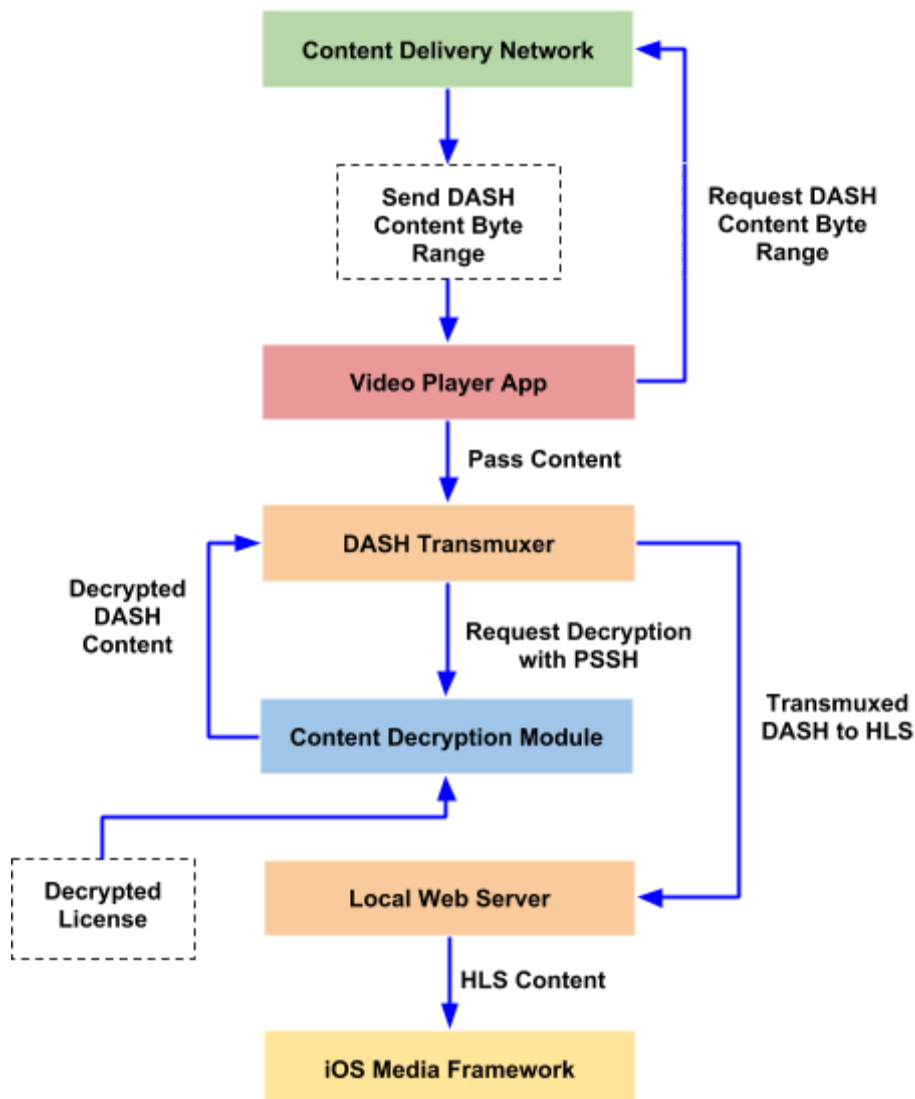 Content Delivery Network
Send DASH
Content Byte
Range
Request DASH
Content Byte
Range
Video Player App
Pass Content
DASH Transmuxer
Decrypted
DASH
Content
Request Decryption
with PSSH
Transmuxed
DASH to HLS
Content Decryption Module
Decrypted
License
Local Web Server
HLS Content
iOS Media Framework